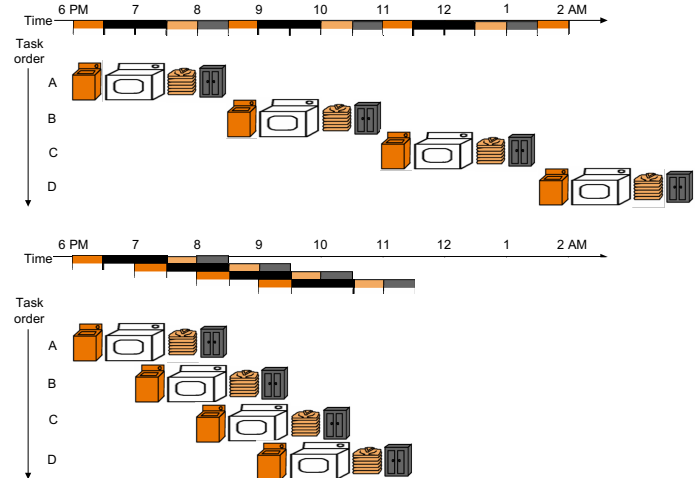 6 PM 7 8 9 10 11 12 1 2 AM
Time
Task
order
A
B
C
D
6 PM 7 8 9 10 11 12 1 2 AM
Time
Task
order
A
B
C
D